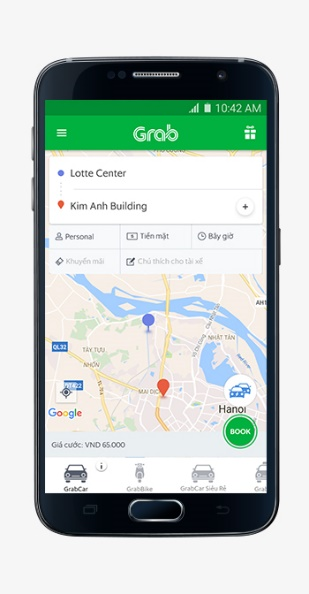 10:42 AM
Grab
Lotte Center
Kim Anh Building
Personal
Tiền mặt
Bây giờ
Khuyến mãi
Chú thích cho tài xế
AH1
NHẬT TÂN
QL32
TÂY TỰU
NHỔN
MAI DỊCH
Google
Hanoi
BOOK
Giá cước: VND 65.000
GrabCar
GrabBike
GrabCar Siêu Rẻ